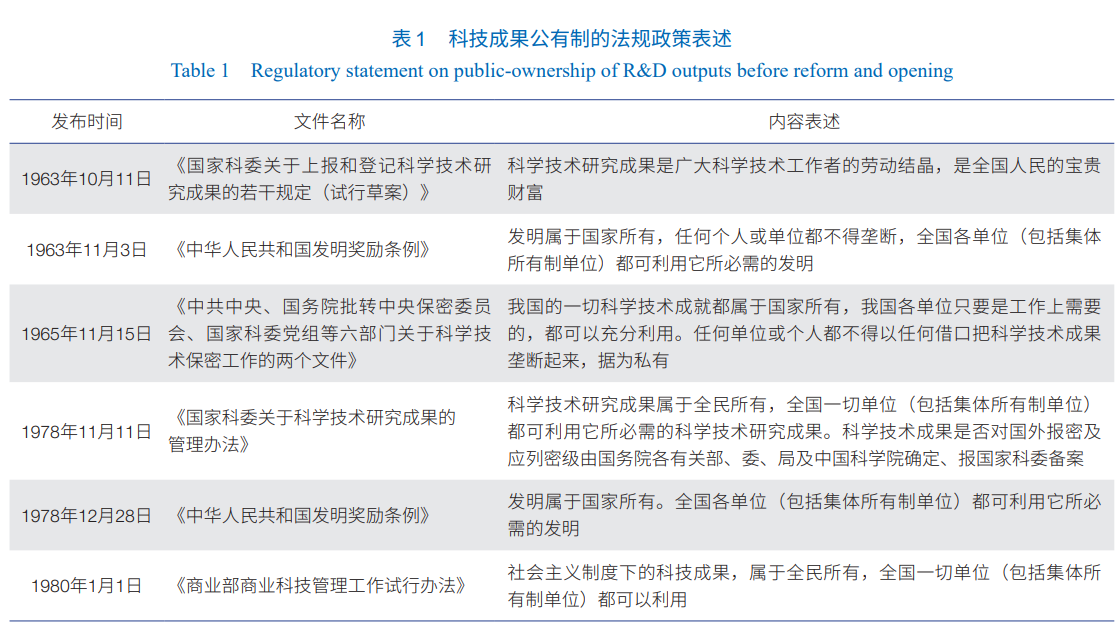 表1 科技成果公有制的法规政策表述
Table 1 Regulatory statement on public-ownership of R&D outputs before reform and opening
发布时间 文件名称 内容表述
1963年10月11日
《国家科委关于上报和登记科学技术研
究成果的若干规定（试行草案）》
科学技术研究成果是广大科学技术工作者的劳动结晶，是全国人民的宝贵
财富
1963年11月3日
《中华人民共和国发明奖励条例》
发明属于国家所有，任何个人或单位都不得垄断，全国各单位（包括集体
所有制单位）都可利用它所必需的发明
1965年11月15日
《中共中央、国务院批转中央保密委员
会、国家科委党组等六部门关于科学技
术保密工作的两个文件》
我国的一切科学技术成就都属于国家所有，我国各单位只要是工作上需要
的，都可以充分利用。任何单位或个人都不得以任何借口把科学技术成果
垄断起来，据为私有
1978年11月11日
《国家科委关于科学技术研究成果的
管理办法》
科学技术研究成果属于全民所有，全国一切单位（包括集体所有制单位）
都可利用它所必需的科学技术研究成果。科学技术成果是否对国外报密及
应列密级由国务院各有关部、委、局及中国科学院确定、报国家科委备案
1978年12月28日
《中华人民共和国发明奖励条例》
发明属于国家所有。全国各单位（包括集体所有制单位）都可利用它所必
需的发明
1980年1月1日
《商业部商业科技管理工作试行办法》
社会主义制度下的科技成果，属于全民所有，全国一切单位（包括集体所
有制单位）都可以利用